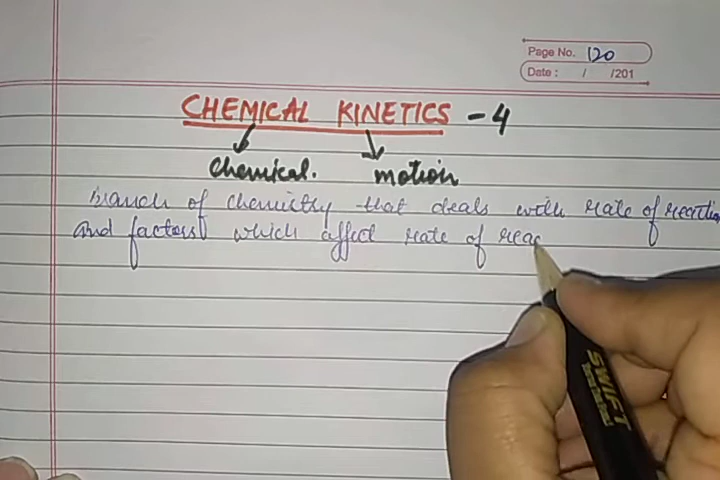 Page No. 120
Date : / /201
CHEMICAL KINETICS - 4
Chemical. motion
branch of chemistry that deals with rate of reaction
and factors which affect rate of reac
SWIFT